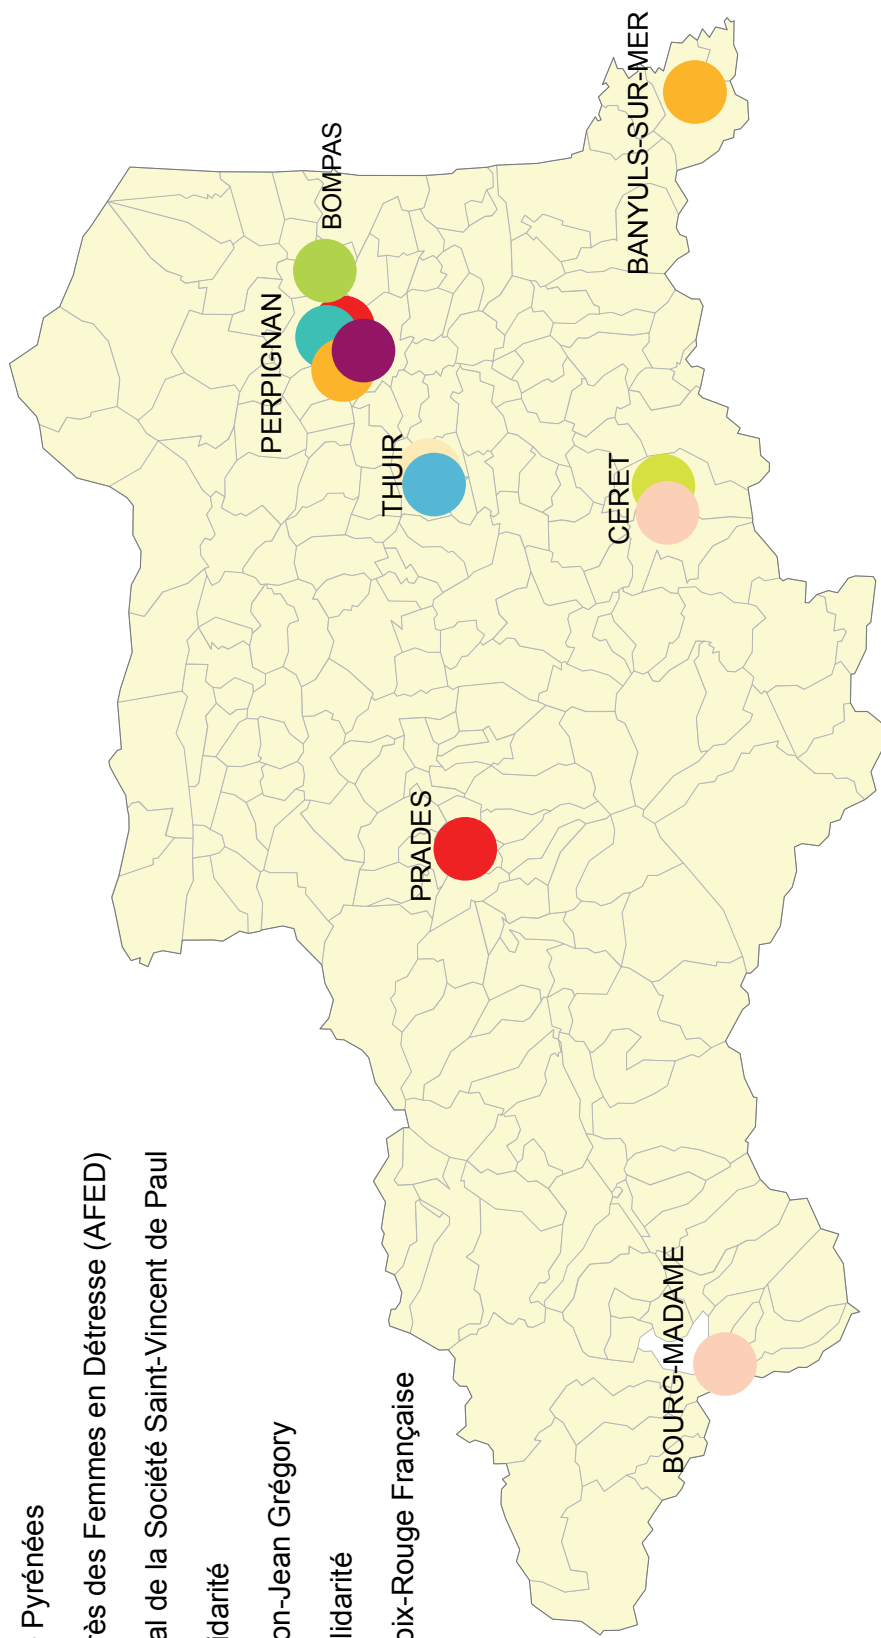 Pyrénées
rès des Femmes en Détresse (AFED)
al de la Société Saint-Vincent de Paul
idarité
on-Jean Grégory
lidarité
oix-Rouge Française
PERPIGNAN
BOMPAS
THUIR
PRADES
CERET
BANYULS-SUR-MER
BOURG-MADAME